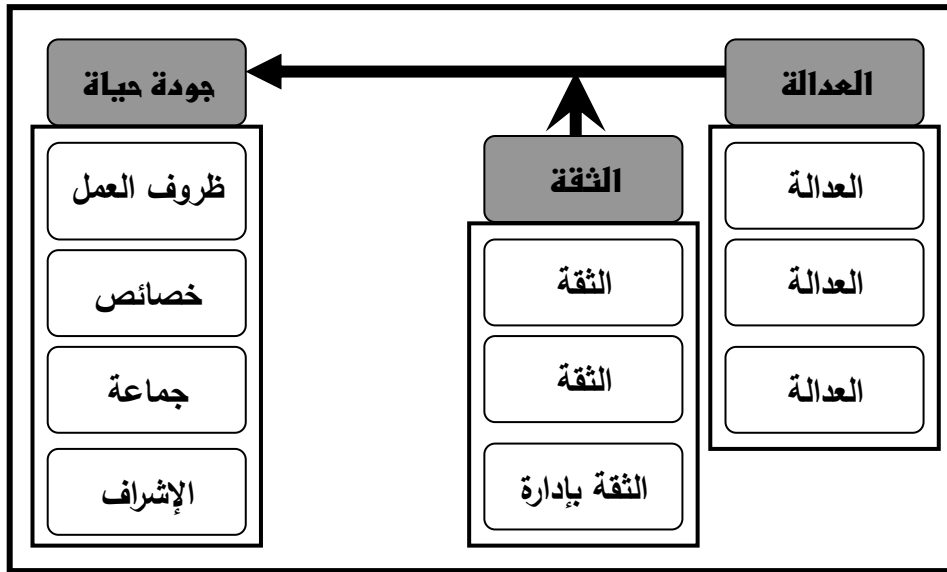 العدالة
العدالة
العدالة
العدالة
الثقة
الثقة
الثقة
الثقة بإدارة
جودة حياة
ظروف العمل
خصائص
جماعة
الإشراف